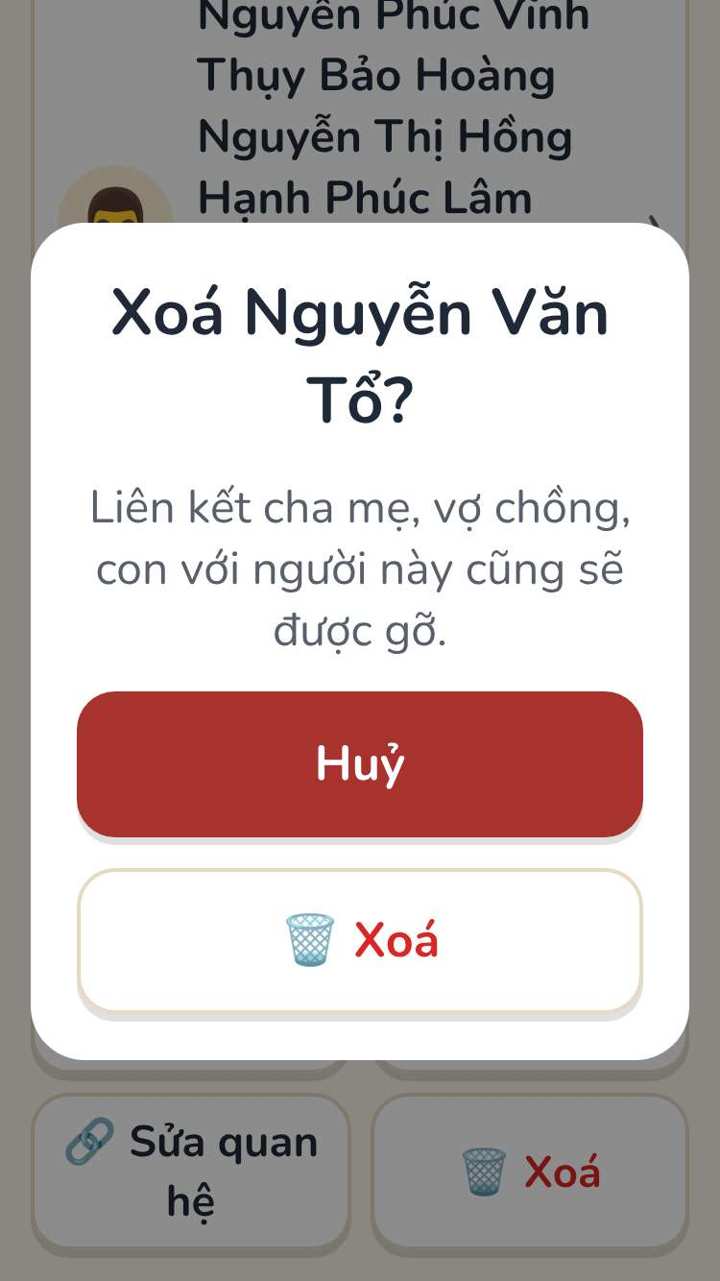 Nguyễn Phúc Vĩnh
Thụy Bảo Hoàng
Nguyễn Thị Hồng
Hạnh Phúc Lâm
Xoá Nguyễn Văn
Tổ?
Liên kết cha mẹ, vợ chồng,
con với người này cũng sẽ
được gỡ.
Huỷ
Xoá
Sửa quan
hệ
Xoá